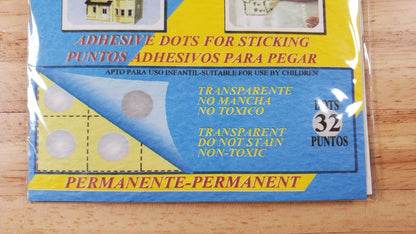 ADHESIVE DOTS FOR STICKING
PUNTOS ADHESIVOS PARA PEGAR
APTO PARA USO INFANTIL-SUITABLE FOR USE BY CHILDREN
TRANSPARENTE
NO MANCHA
NO TOXICO
TRANSPARENT
DO NOT STAIN
NON-TOXIC
DOTS
32
PUNTOS
PERMANENTE-PERMANENT